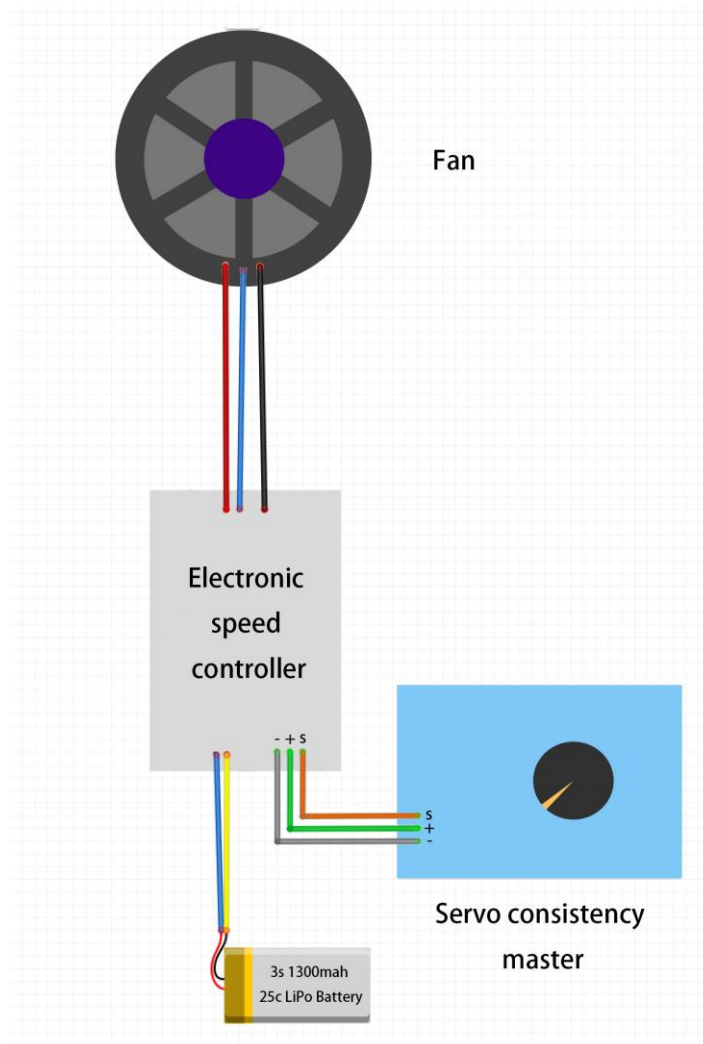 Fan
Electronic
speed
controller
- + s
s
+
-
Servo consistency
master
3s 1300mah
25c LiPo Battery